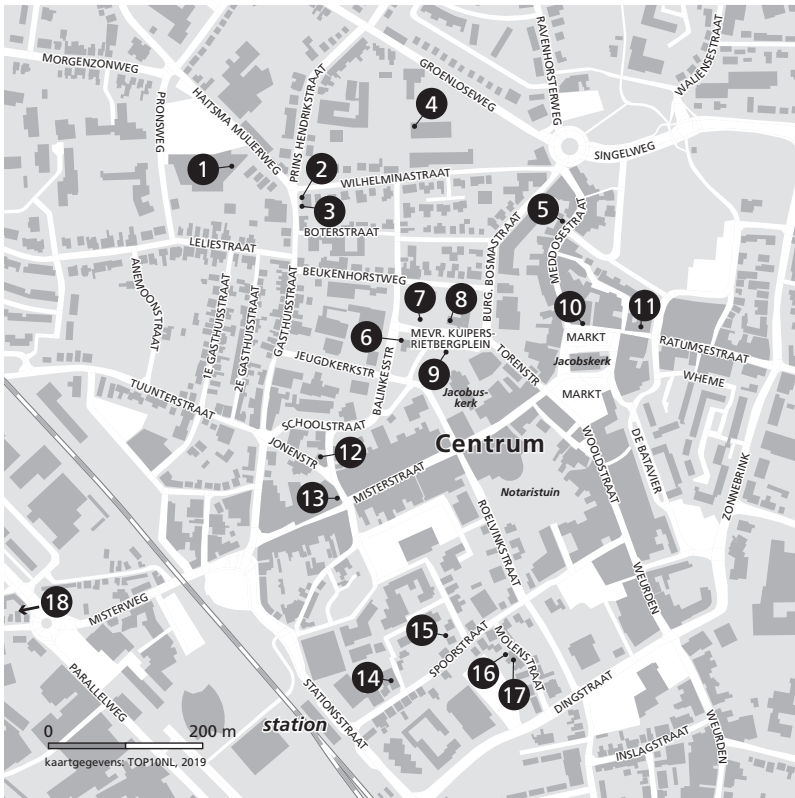 MORGENZONWEG
PRONSWEG
HAITSMA MULIERWEG
PRINS HENDRIKSTRAAT
GROENLOSEWEG
RAVENHORSTERWEG
WALIENSESTRAAT
SINGELWEG
4
1
2
WILHELMINASTRAAT
3
5
BOTERSTRAAT
LELIESTRAAT
BURG. BOSMASTRAAT
MEDDOSESTRAAT
ANEMOONSTRAAT
1E GASTHUISSTRAAT
2E GASTHUISSTRAAT
GASTHUISSTRAAT
BEUKENHORSTWEG
7
8
10
11
6
MEVR. KUIPERS-
RIETBERGPLEIN
MARKT
RATUMSESTRAAT
JEUGDKERKSTR
BALINKESSTR
9
TORENSTR
Jacobskerk
WHEME
Jacobus-
kerk
MARKT
TUUNTERSTRAAT
SCHOOLSTRAAT
JONENSTR
12
Centrum
WOOLDSTRAAT
DE BATAVIER
ZONNEBRINK
13
MISTERSTRAAT
Notaristuin
ROELVINKSTRAAT
WEURDEN
18
MISTERWEG
15
SPOORSTRAAT
MOLENSTRAAT
14
16
17
PARALLELWEG
STATIONSSTRAAT
DINGSTRAAT
station
WEURDEN
INSLAGSTRAAT
0 200 m
kaartgegevens: TOP10NL, 2019